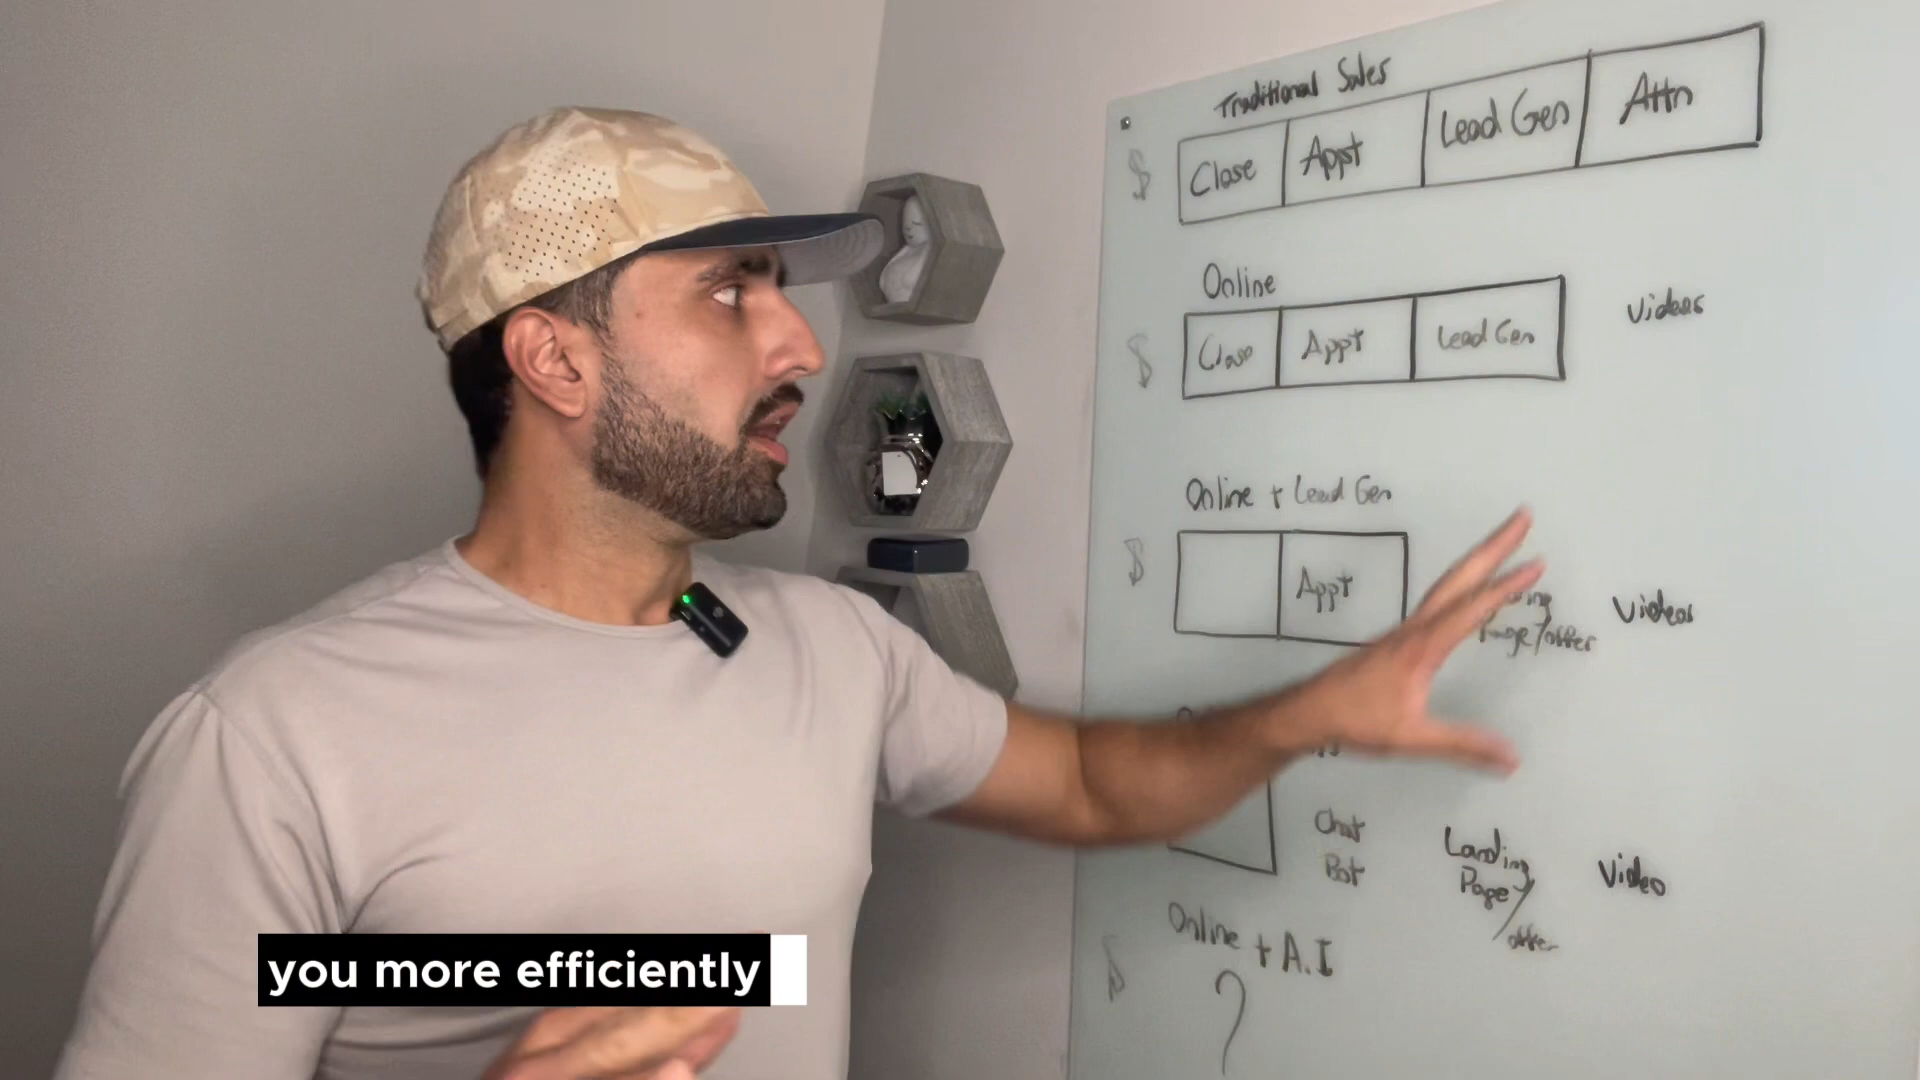 Traditional Sales
$ Close Appt Lead Gen Attn
Online
$ Close Appt Lead Gen Videos
Online + Lead Gen
$ Appt
Page/offer Videos
Chat
Bot
Landing
Page/
offer
Video
Online + A.I
$ ?
you more efficiently